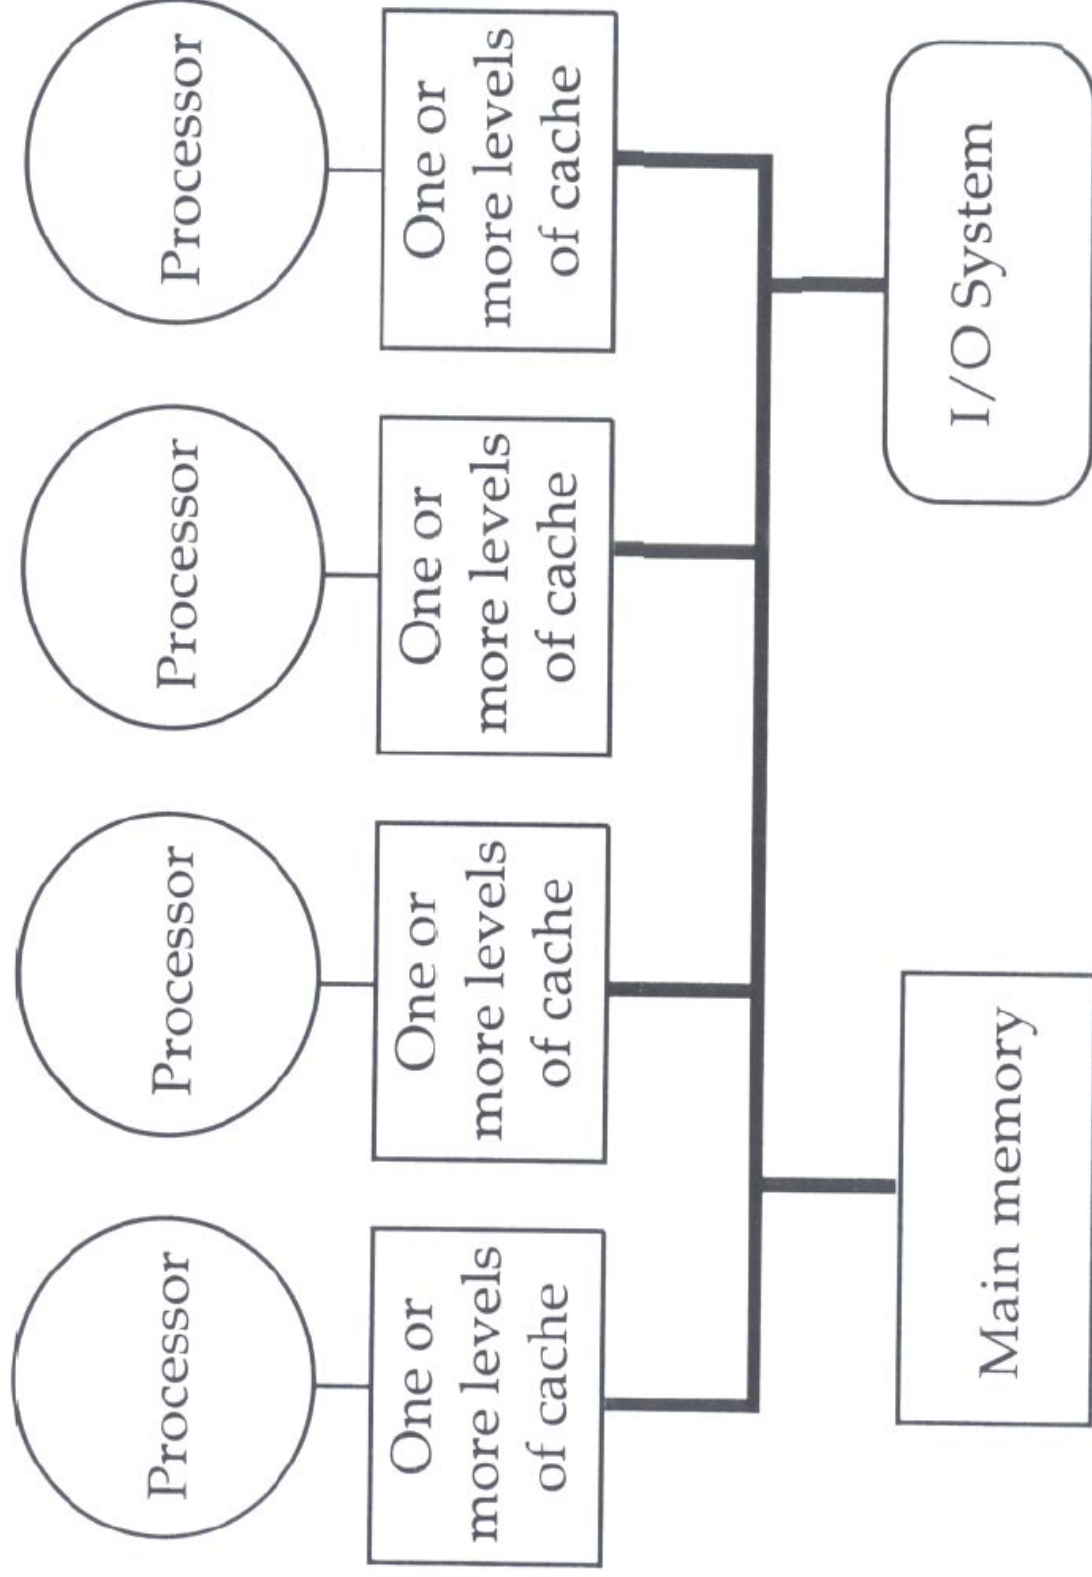 Processor
Processor
Processor
Processor
One or
more levels
of cache
One or
more levels
of cache
One or
more levels
of cache
One or
more levels
of cache
Main memory
I/O System